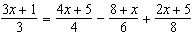 (3x + 1)/3 = (4x + 5)/4 − (8 + x)/6 + (2x + 5)/8